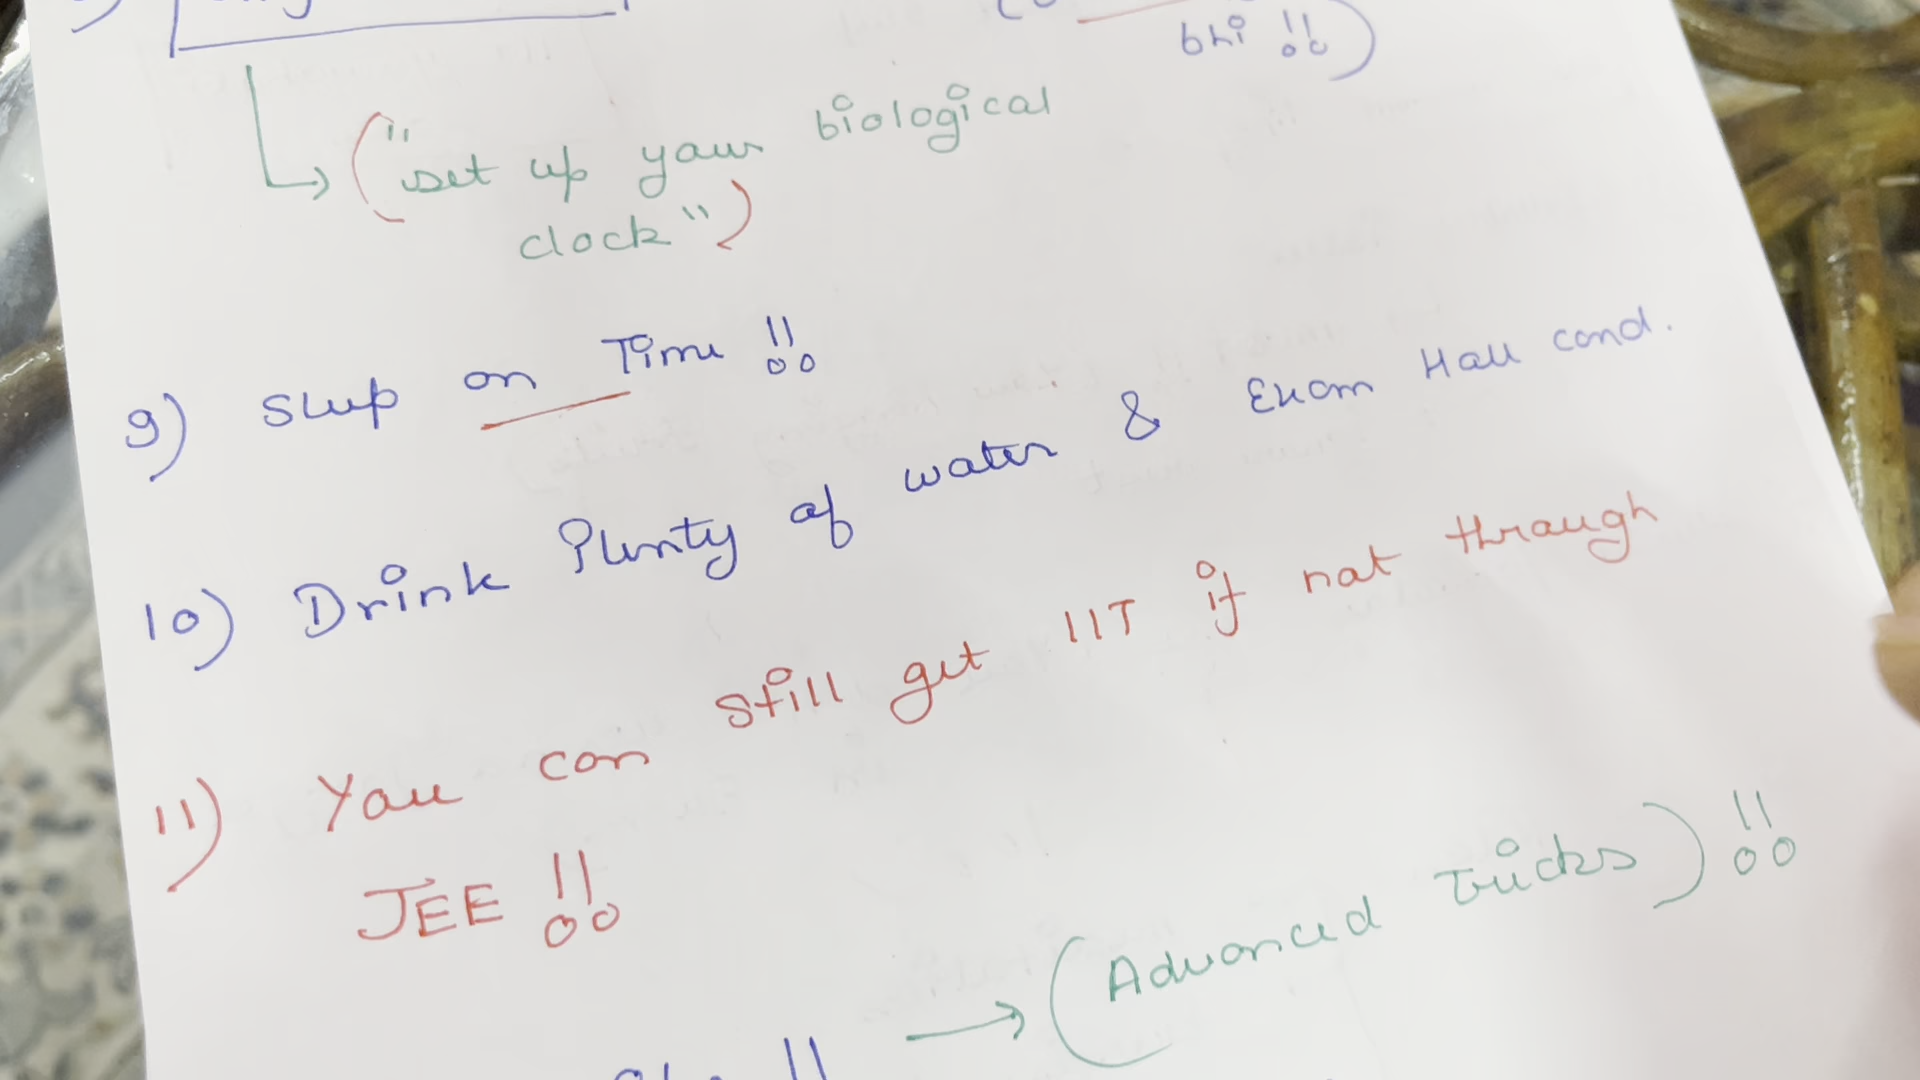 bhi !!)
("set up your biological
clock")
9) Sleep on Time !!
10) Drink Plenty of water & Exam Hall cond.
11) You can still get IIT if not through
JEE !!
(Advanced Tricks) !!